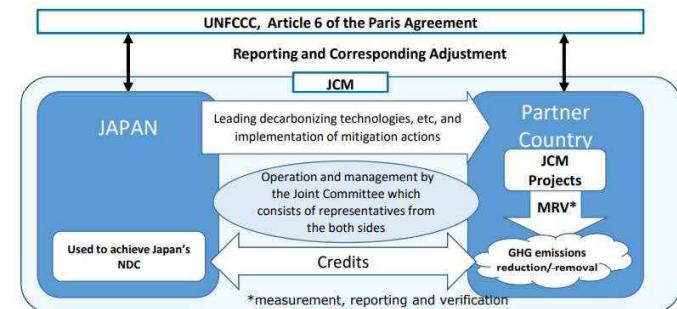 UNFCCC, Article 6 of the Paris Agreement
Reporting and Corresponding Adjustment
JCM
JAPAN
Leading decarbonizing technologies, etc, and
implementation of mitigation actions
Partner
Country
JCM
Projects
MRV*
Operation and management by
the Joint Committee which
consists of representatives from
the both sides
Used to achieve Japan's
NDC
Credits
GHG emissions
reduction/-removal
*measurement, reporting and verification